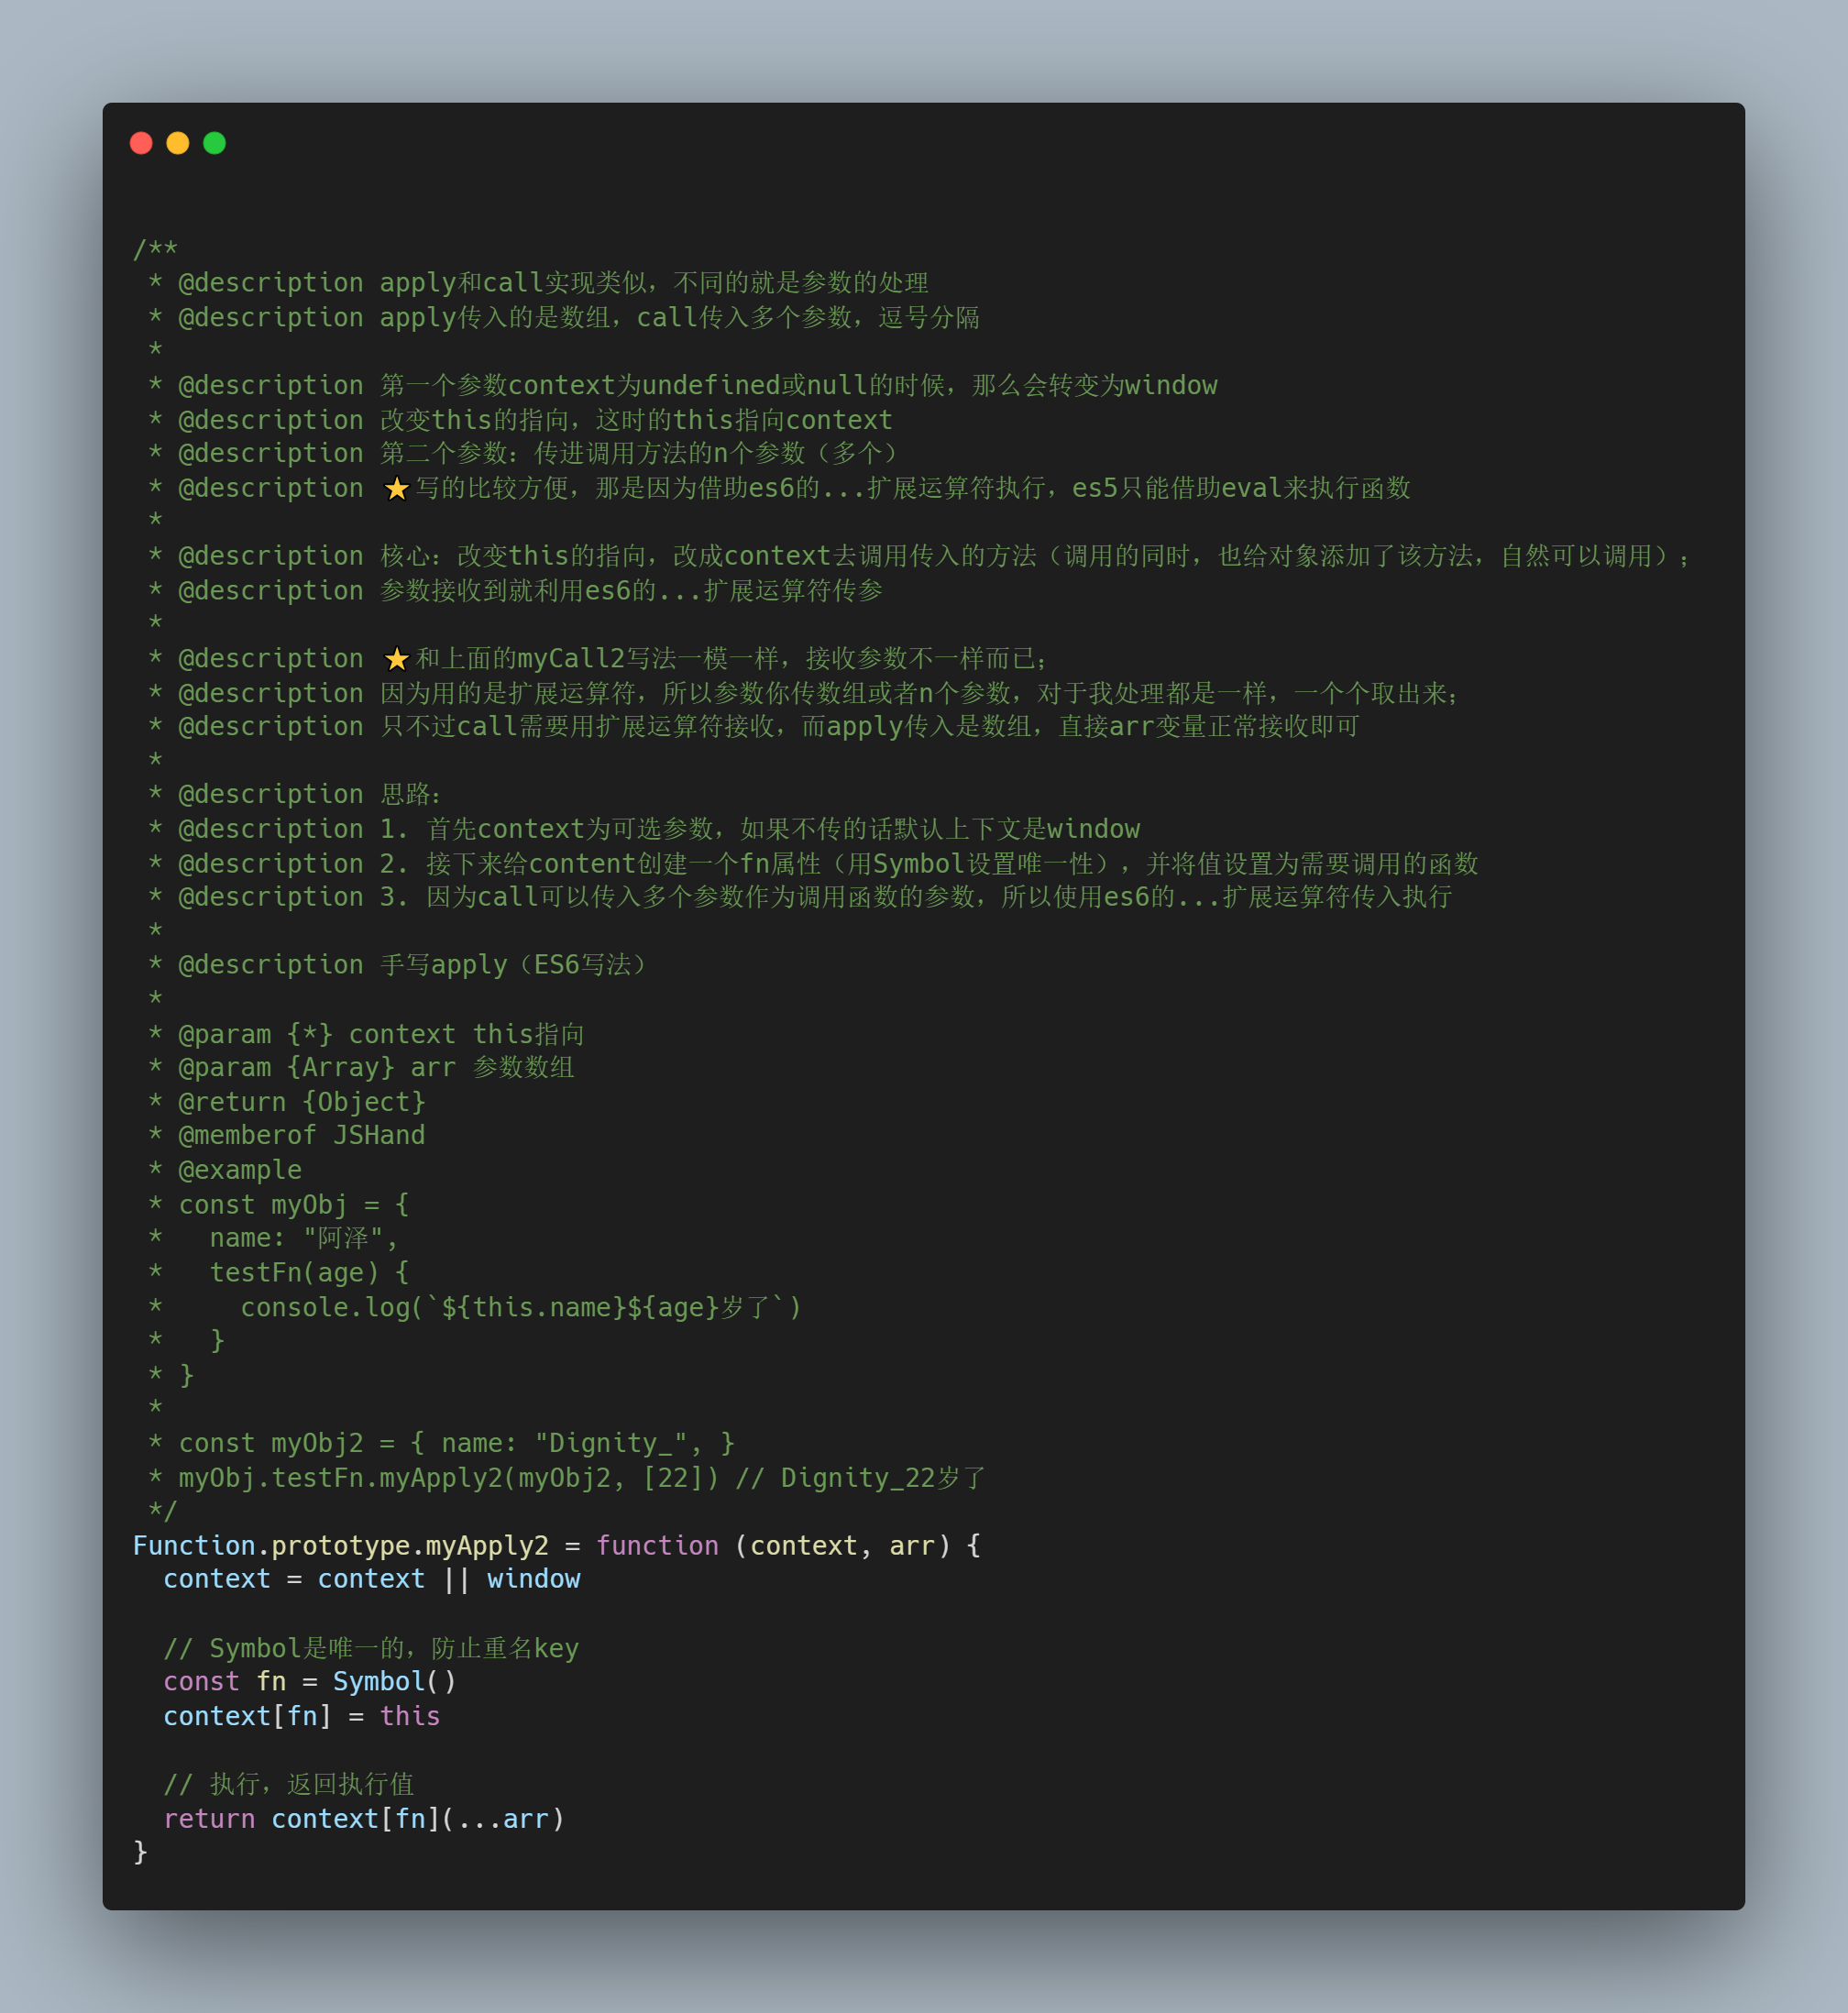 /**
 * @description apply和call实现类似，不同的就是参数的处理
 * @description apply传入的是数组，call传入多个参数，逗号分隔
 *
 * @description 第一个参数context为undefined或null的时候，那么会转变为window
 * @description 改变this的指向，这时的this指向context
 * @description 第二个参数：传进调用方法的n个参数（多个）
 * @description ⭐写的比较方便，那是因为借助es6的...扩展运算符执行，es5只能借助eval来执行函数
 *
 * @description 核心：改变this的指向，改成context去调用传入的方法（调用的同时，也给对象添加了该方法，自然可以调用）；
 * @description 参数接收到就利用es6的...扩展运算符传参
 *
 * @description ⭐和上面的myCall2写法一模一样，接收参数不一样而已；
 * @description 因为用的是扩展运算符，所以参数你传数组或者n个参数，对于我处理都是一样，一个个取出来；
 * @description 只不过call需要用扩展运算符接收，而apply传入是数组，直接arr变量正常接收即可
 *
 * @description 思路：
 * @description 1. 首先context为可选参数，如果不传的话默认上下文是window
 * @description 2. 接下来给content创建一个fn属性（用Symbol设置唯一性），并将值设置为需要调用的函数
 * @description 3. 因为call可以传入多个参数作为调用函数的参数，所以使用es6的...扩展运算符传入执行
 *
 * @description 手写apply（ES6写法）
 *
 * @param {*} context this指向
 * @param {Array} arr 参数数组
 * @return {Object}
 * @memberof JSHand
 * @example
 * const myObj = {
 *   name: "阿泽",
 *   testFn(age) {
 *     console.log(`${this.name}${age}岁了`)
 *   }
 * }
 *
 * const myObj2 = { name: "Dignity_", }
 * myObj.testFn.myApply2(myObj2, [22]) // Dignity_22岁了
 */
Function.prototype.myApply2 = function (context, arr) {
  context = context || window

  // Symbol是唯一的，防止重名key
  const fn = Symbol()
  context[fn] = this

  // 执行，返回执行值
  return context[fn](...arr)
}